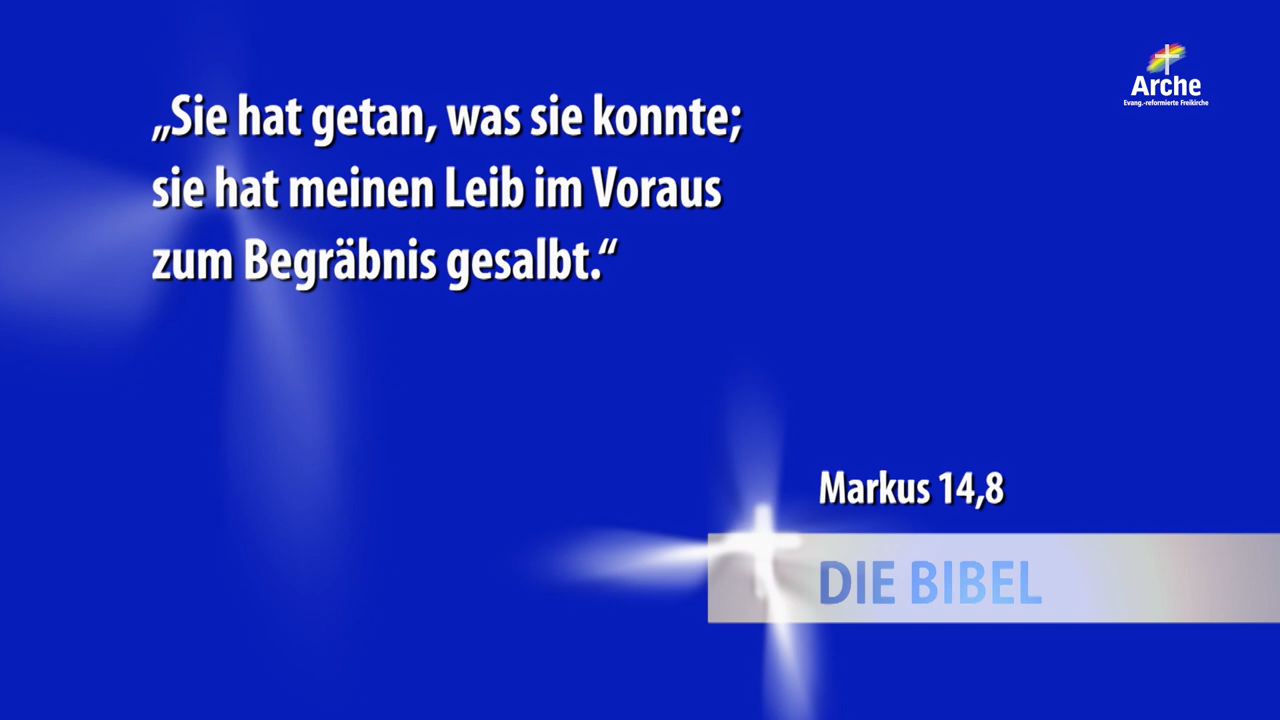 „Sie hat getan, was sie konnte;
sie hat meinen Leib im Voraus
zum Begräbnis gesalbt.“
Arche
Evang.-reformierte Freikirche
Markus 14,8
DIE BIBEL